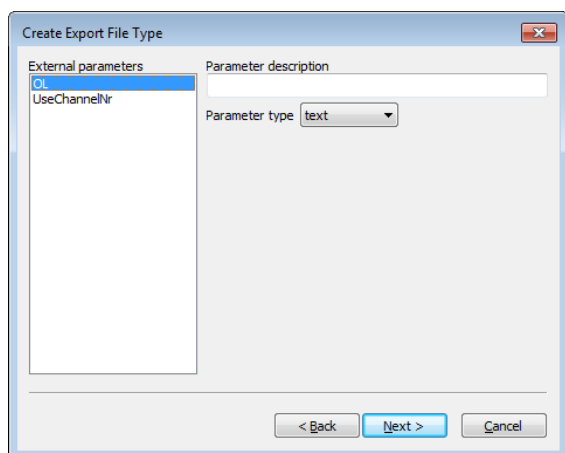 Create Export File Type
External parameters
OL
UseChannelNr
Parameter description
Parameter type text
< Back
Next >
Cancel